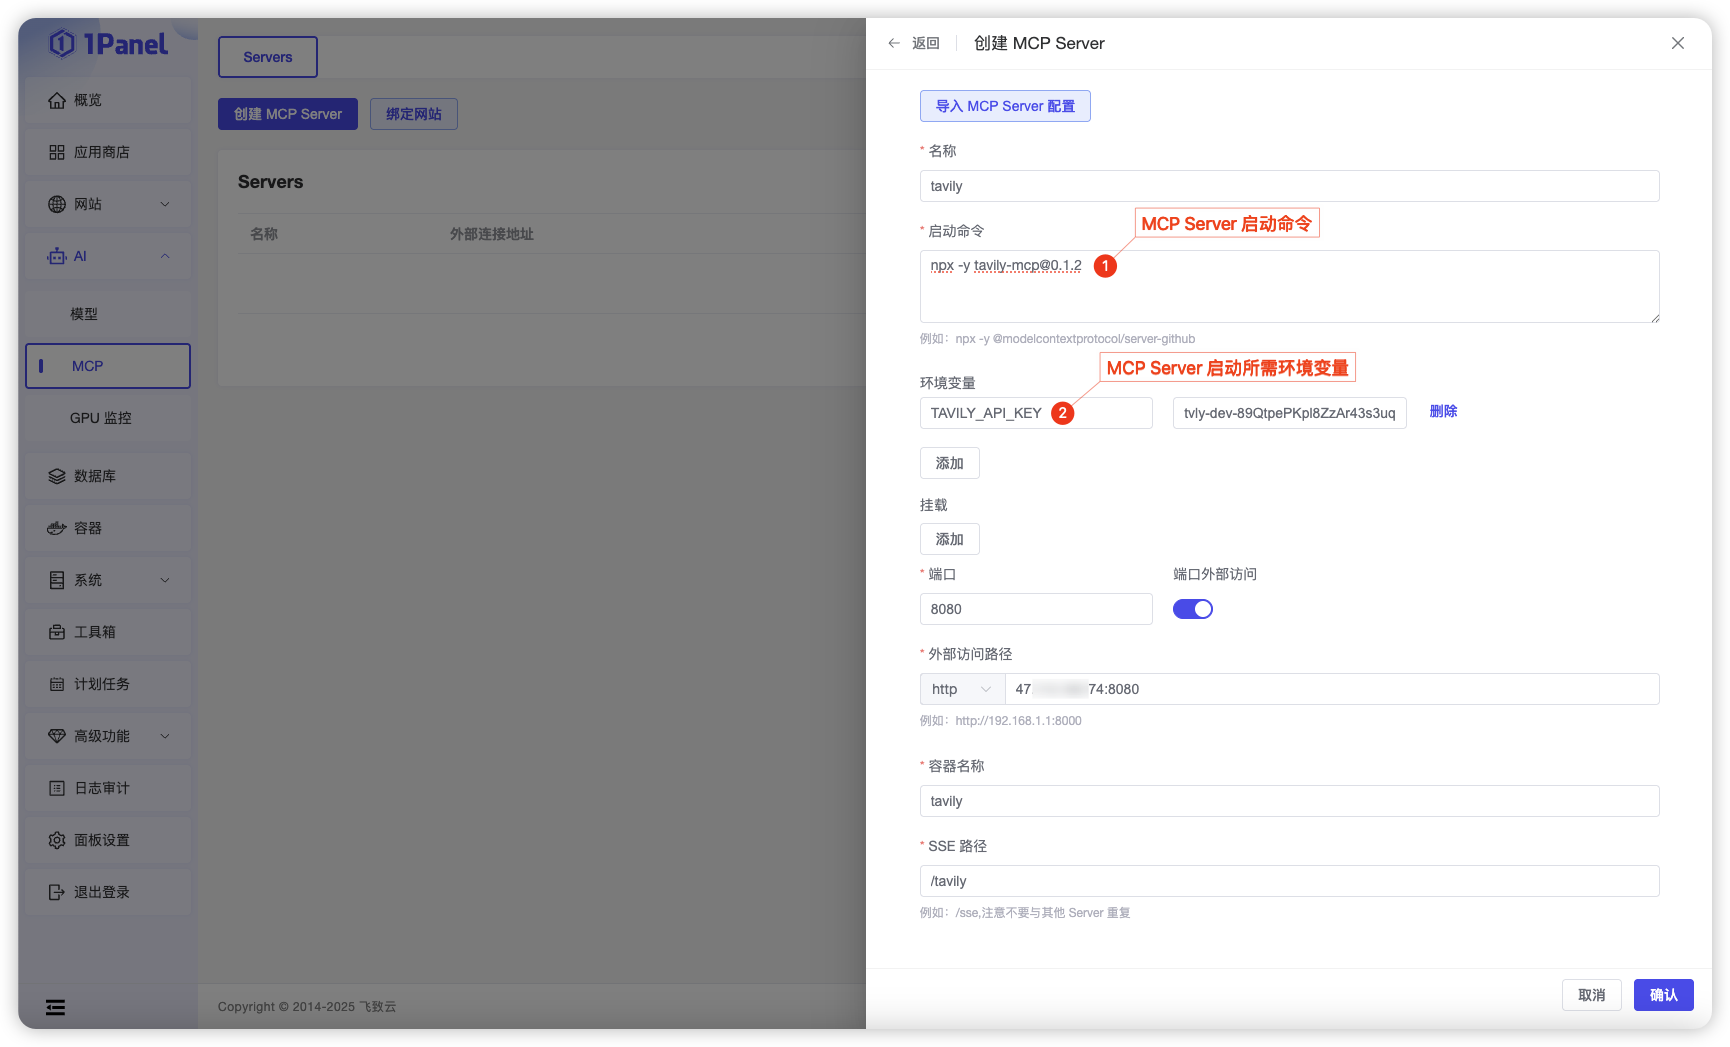 1Panel
概览
应用商店
网站
AI
模型
MCP
GPU 监控
数据库
容器
系统
工具箱
计划任务
高级功能
日志审计
面板设置
退出登录
Servers
创建 MCP Server
绑定网站
Servers
名称 外部连接地址
Copyright © 2014-2025 飞致云
返回 创建 MCP Server
导入 MCP Server 配置
* 名称
tavily
MCP Server 启动命令
* 启动命令
npx -y tavily-mcp@0.1.2 1
例如：npx -y @modelcontextprotocol/server-github
MCP Server 启动所需环境变量
环境变量
TAVILY_API_KEY 2 tvly-dev-89QtpePKpl8ZzAr43s3uq 删除
添加
挂载
添加
* 端口 端口外部访问
8080
* 外部访问路径
http 47 74:8080
例如：http://192.168.1.1:8000
* 容器名称
tavily
* SSE 路径
/tavily
例如：/sse,注意不要与其他 Server 重复
取消 确认